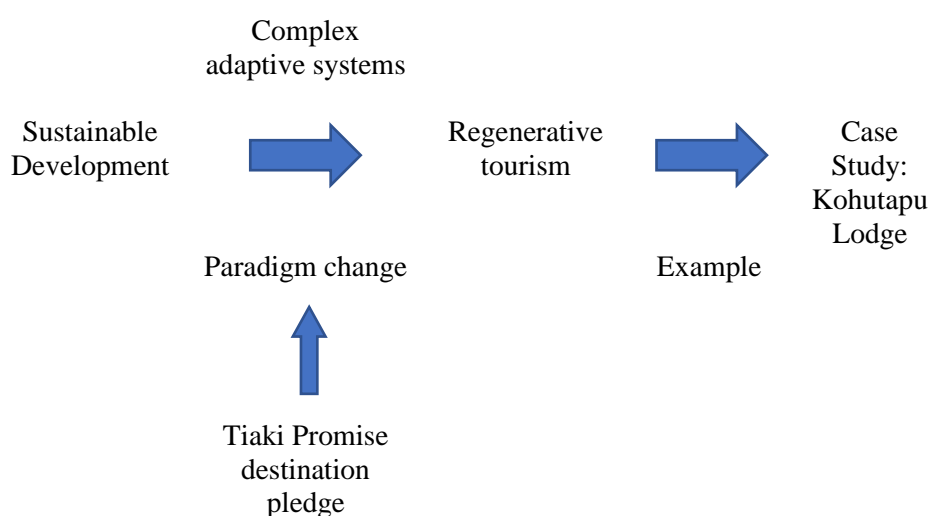 Complex
adaptive systems
Sustainable
Development
Regenerative
tourism
Case
Study:
Kohutapu
Lodge
Paradigm change
Example
Tiaki Promise
destination
pledge